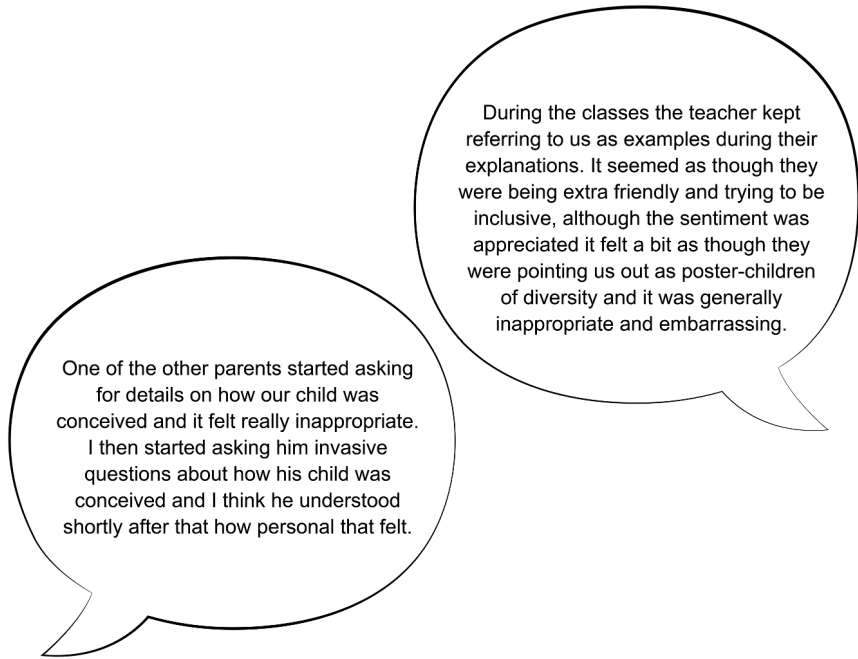 During the classes the teacher kept
referring to us as examples during their
explanations. It seemed as though they
were being extra friendly and trying to be
inclusive, although the sentiment was
appreciated it felt a bit as though they
were pointing us out as poster-children
of diversity and it was generally
inappropriate and embarrassing.
One of the other parents started asking
for details on how our child was
conceived and it felt really inappropriate.
I then started asking him invasive
questions about how his child was
conceived and I think he understood
shortly after that how personal that felt.